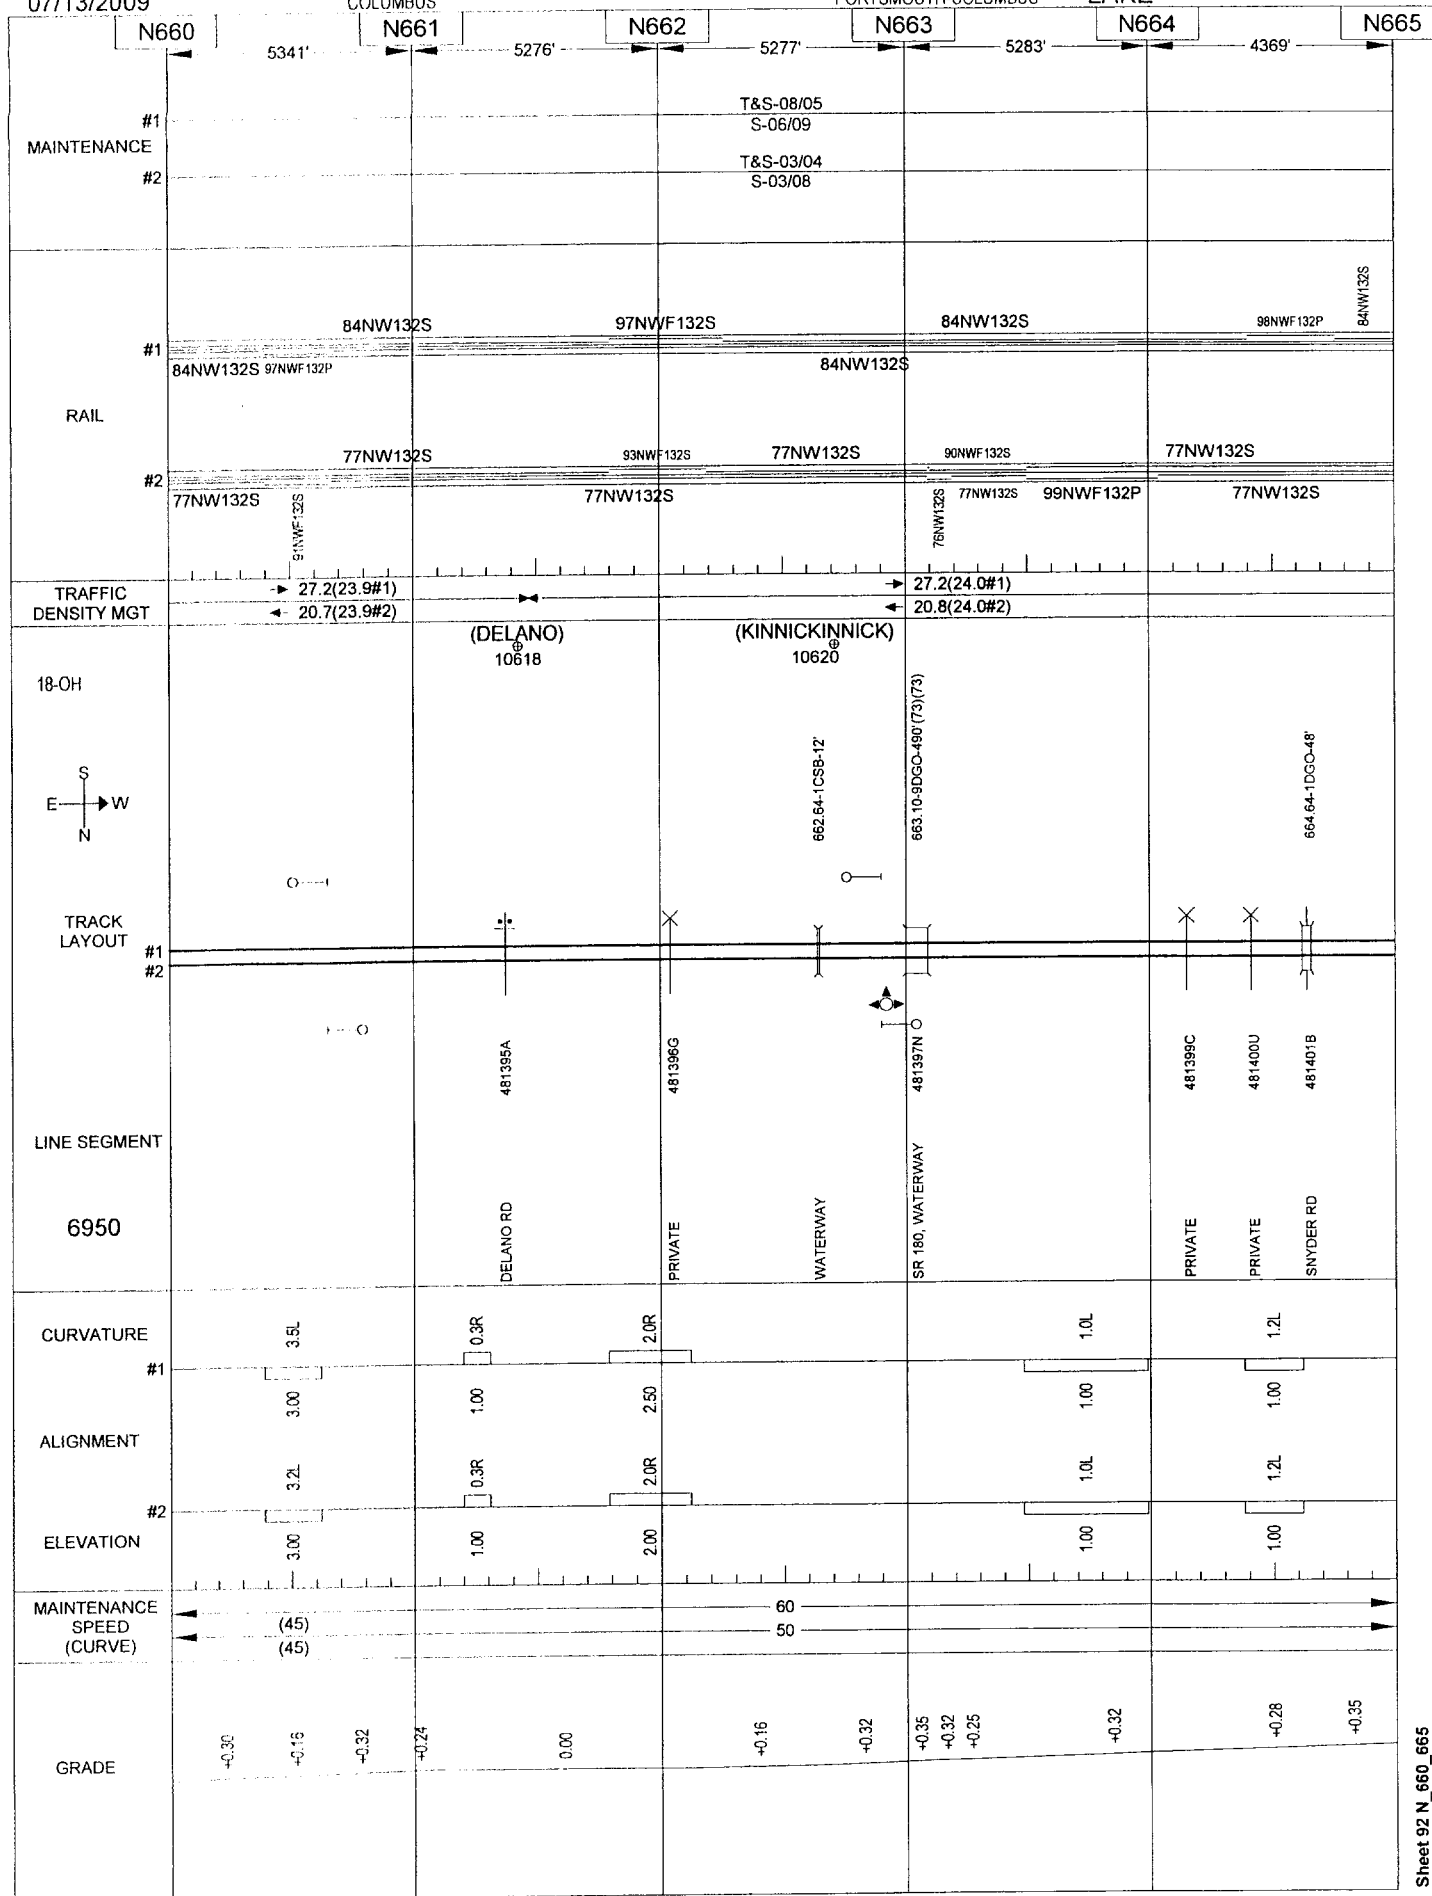 07/13/2009 COLUMBUS PORTSMOUTH-COLUMBUS LAKE
N660 N661 N662 N663 N664 N665
5341' 5276' 5277' 5283' 4369'
T&S-08/05
#1
S-06/09
MAINTENANCE
T&S-03/04
#2
S-03/08
84NW132S
84NW132S 97NWF132S 84NW132S 98NWF132P
#1
84NW132S 97NWF132P 84NW132S
RAIL
77NW132S 93NWF132S 77NW132S 90NWF132S 77NW132S
#2
77NW132S 77NW132S 77NW132S 99NWF132P 77NW132S
91NWF132S
76NW132S
TRAFFIC DENSITY MGT
27.2(23.9#1) 27.2(24.0#1)
20.7(23.9#2) 20.8(24.0#2)
(DELANO) (KINNICKINNICK)
10618 10620
18-OH
662.64-1CSB-12'
663.10-9DGO-490'(73)(73)
664.64-1DGO-48'
S
E W
N
TRACK
LAYOUT
#1
#2
481395A
481396G
481397N
481399C
481400U
481401B
LINE SEGMENT
6950
DELANO RD
PRIVATE
WATERWAY
SR 180, WATERWAY
PRIVATE
PRIVATE
SNYDER RD
CURVATURE
3.5L 0.3R 2.0R 1.0L 1.2L
#1
3.00 1.00 2.50 1.00 1.00
ALIGNMENT
3.2L 0.3R 2.0R 1.0L 1.2L
#2
ELEVATION
3.00 1.00 2.00 1.00 1.00
MAINTENANCE
SPEED
(CURVE)
60
(45)
50
(45)
GRADE
+0.30 +0.16 +0.32 +0.24 0.00 +0.16 +0.32 +0.35 +0.32 +0.25 +0.32 +0.28 +0.35
Sheet 92 N_660_665